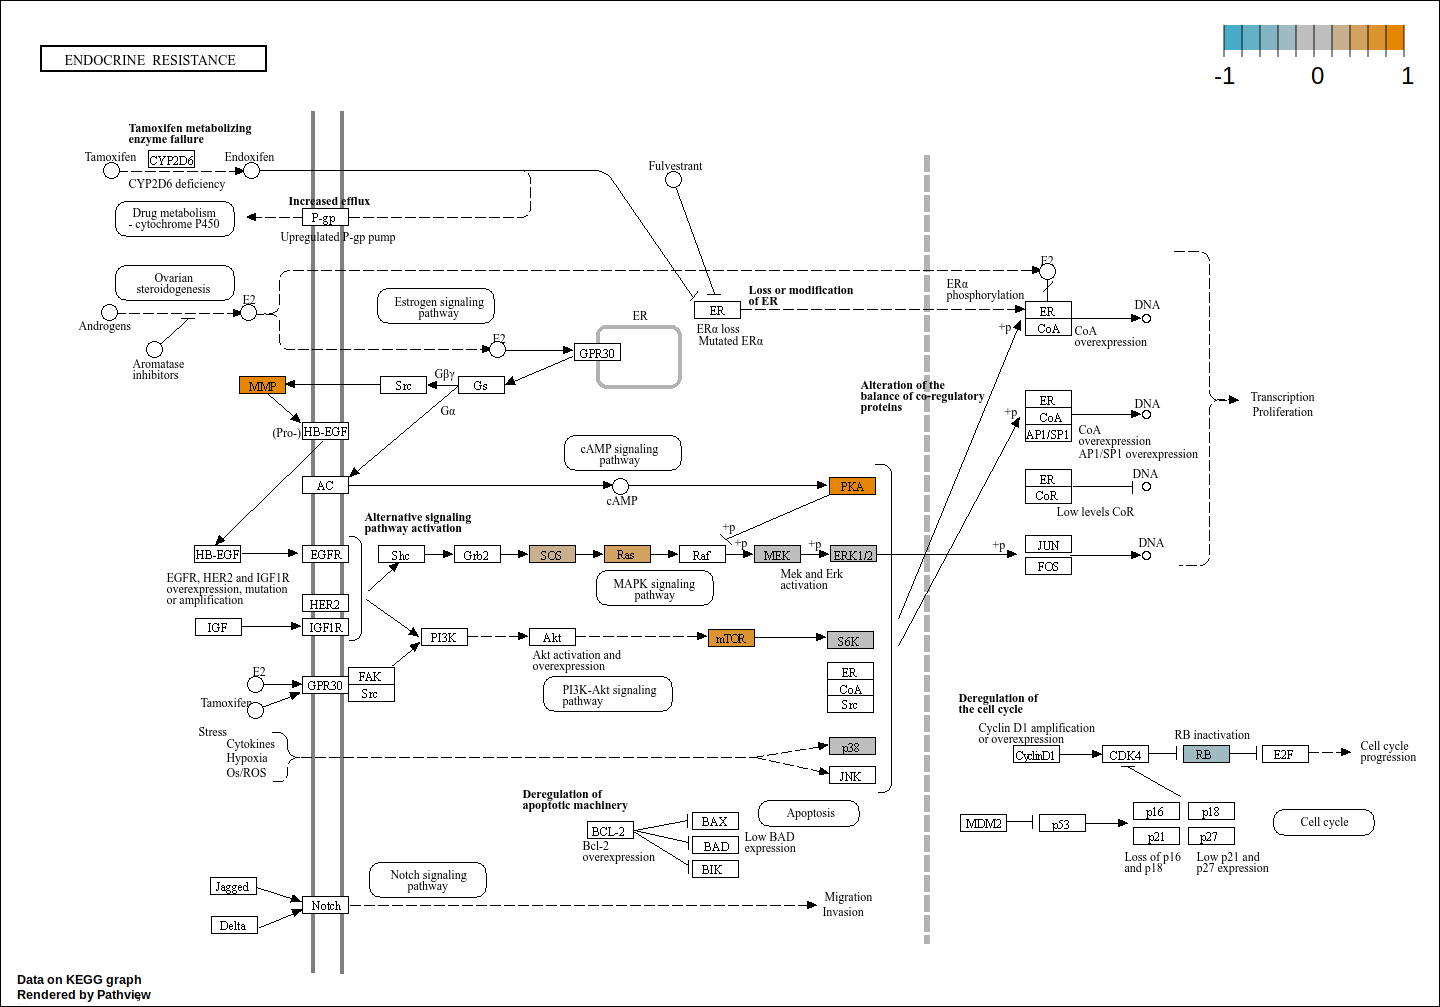 ENDOCRINE RESISTANCE
-1 0 1
Tamoxifen metabolizing
enzyme failure
Tamoxifen
CYP2D6
Endoxifen
CYP2D6 deficiency
Fulvestrant
Increased efflux
Drug metabolism
- cytochrome P450
P-gp
Upregulated P-gp pump
Ovarian
steroidogenesis
E2
Androgens
Aromatase
inhibitors
Estrogen signaling
pathway
E2
ER
GPR30
ER
Loss or modification
of ER
ERα loss
Mutated ERα
E2
ERα
phosphorylation
ER
CoA
+p
DNA
CoA
overexpression
MMP
Src
Gβγ
Gs
Gα
(Pro-)
HB-EGF
Alteration of the
balance of co-regulatory
proteins
ER
CoA
AP1/SP1
+p
DNA
CoA
overexpression
AP1/SP1 overexpression
Transcription
Proliferation
cAMP signaling
pathway
AC
cAMP
PKA
ER
CoR
DNA
Low levels CoR
Alternative signaling
pathway activation
+p
HB-EGF
EGFR
Shc
Grb2
SOS
Ras
Raf
+p
MEK
+p
ERK1/2
+p
JUN
FOS
DNA
EGFR, HER2 and IGF1R
overexpression, mutation
or amplification
MAPK signaling
pathway
Mek and Erk
activation
HER2
IGF
IGF1R
PI3K
Akt
mTOR
S6K
Akt activation and
overexpression
E2
GPR30
FAK
Src
Tamoxifen
PI3K-Akt signaling
pathway
ER
CoA
Src
Stress
Cytokines
Hypoxia
Os/ROS
p38
JNK
Deregulation of
the cell cycle
Cyclin D1 amplification
or overexpression
RB inactivation
CyclinD1
CDK4
RB
E2F
Cell cycle
progression
Deregulation of
apoptotic machinery
Apoptosis
BCL-2
BAX
BAD
BIK
Bcl-2
overexpression
Low BAD
expression
MDM2
p53
p16
p18
p21
p27
Cell cycle
Loss of p16
and p18
Low p21 and
p27 expression
Notch signaling
pathway
Jagged
Notch
Delta
Migration
Invasion
Data on KEGG graph
Rendered by Pathview